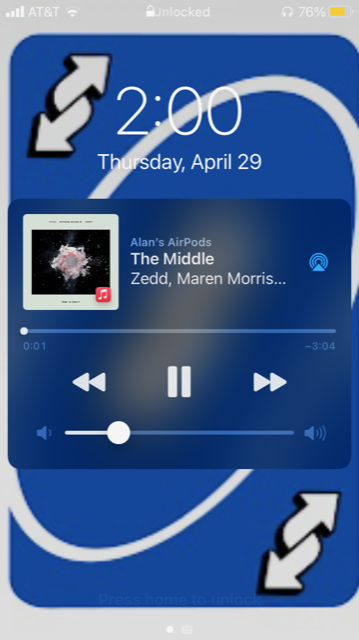 AT&T
Unlocked
76%
2:00
Thursday, April 29
Alan's AirPods
The Middle
Zedd, Maren Morris...
0:01
−3:04
Press home to unlock